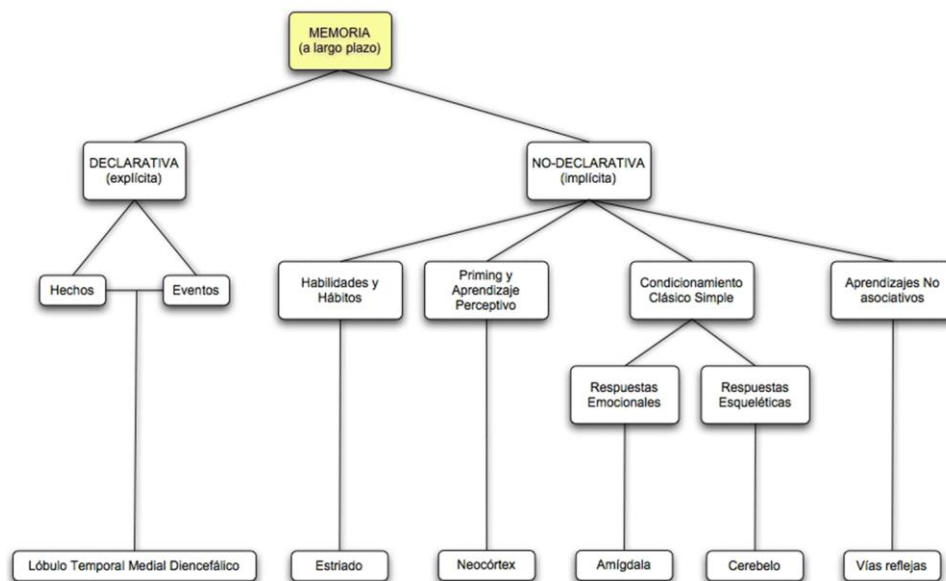 MEMORIA
(a largo plazo)
DECLARATIVA
(explícita)
NO-DECLARATIVA
(implícita)
Hechos
Eventos
Habilidades y
Hábitos
Priming y
Aprendizaje
Perceptivo
Condicionamiento
Clásico Simple
Aprendizajes No
asociativos
Respuestas
Emocionales
Respuestas
Esqueléticas
Lóbulo Temporal Medial Diencefálico
Estriado
Neocórtex
Amígdala
Cerebelo
Vías reflejas